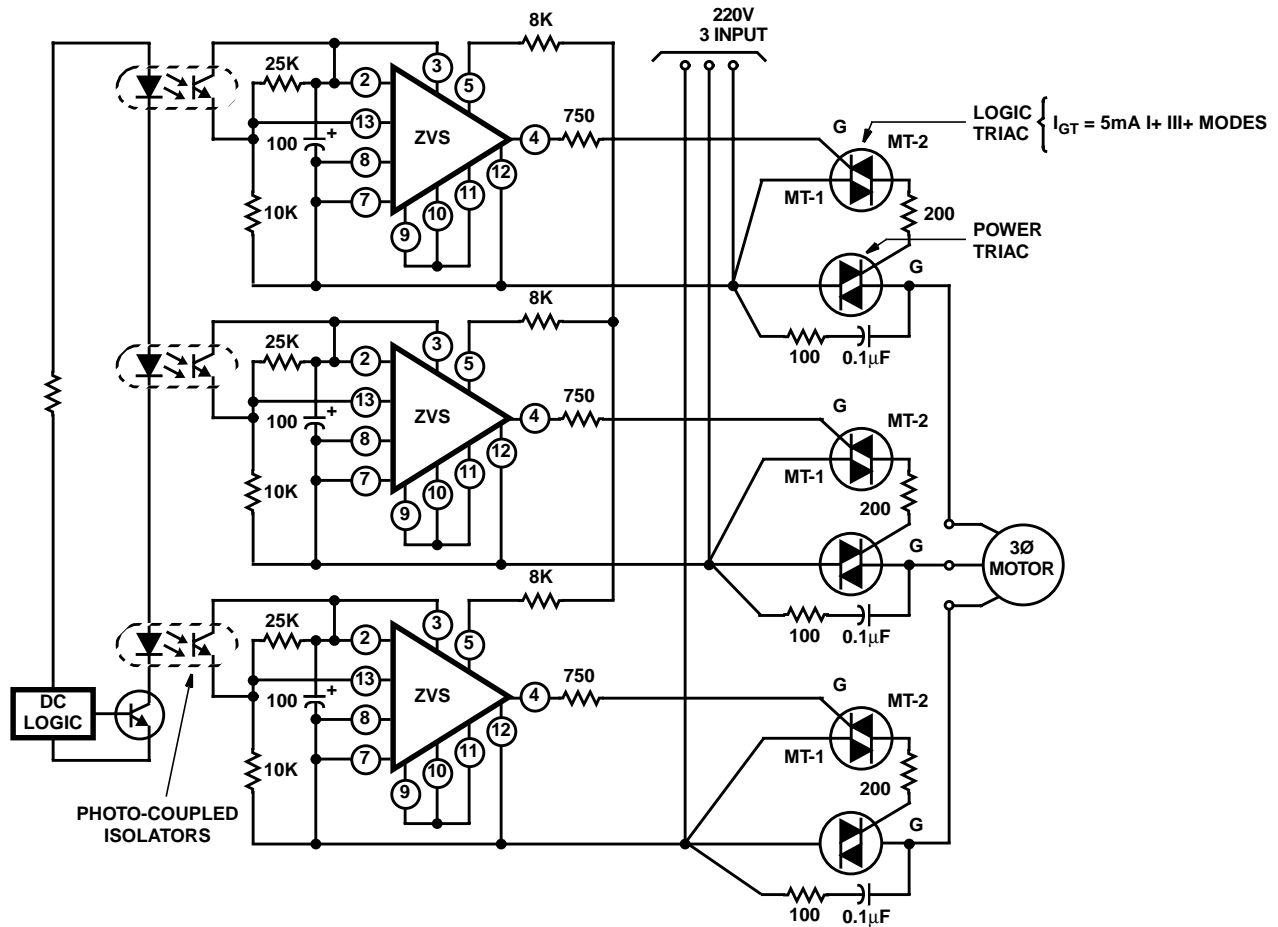 220V
3 INPUT
8K
25K
2
3
5
13
100
+
ZVS
4
750
8
12
7
11
10
9
10K
G
MT-2
MT-1
LOGIC
TRIAC
{ I_GT = 5mA I+ III+ MODES
200
POWER
TRIAC
G
100
0.1µF
8K
25K
2
3
5
13
100
+
ZVS
4
750
8
12
7
11
10
9
10K
G
MT-2
MT-1
200
G
100
0.1µF
3Ø
MOTOR
8K
25K
2
3
5
13
100
+
ZVS
4
750
8
12
7
11
10
9
10K
G
MT-2
MT-1
200
G
100
0.1µF
DC
LOGIC
PHOTO-COUPLED
ISOLATORS